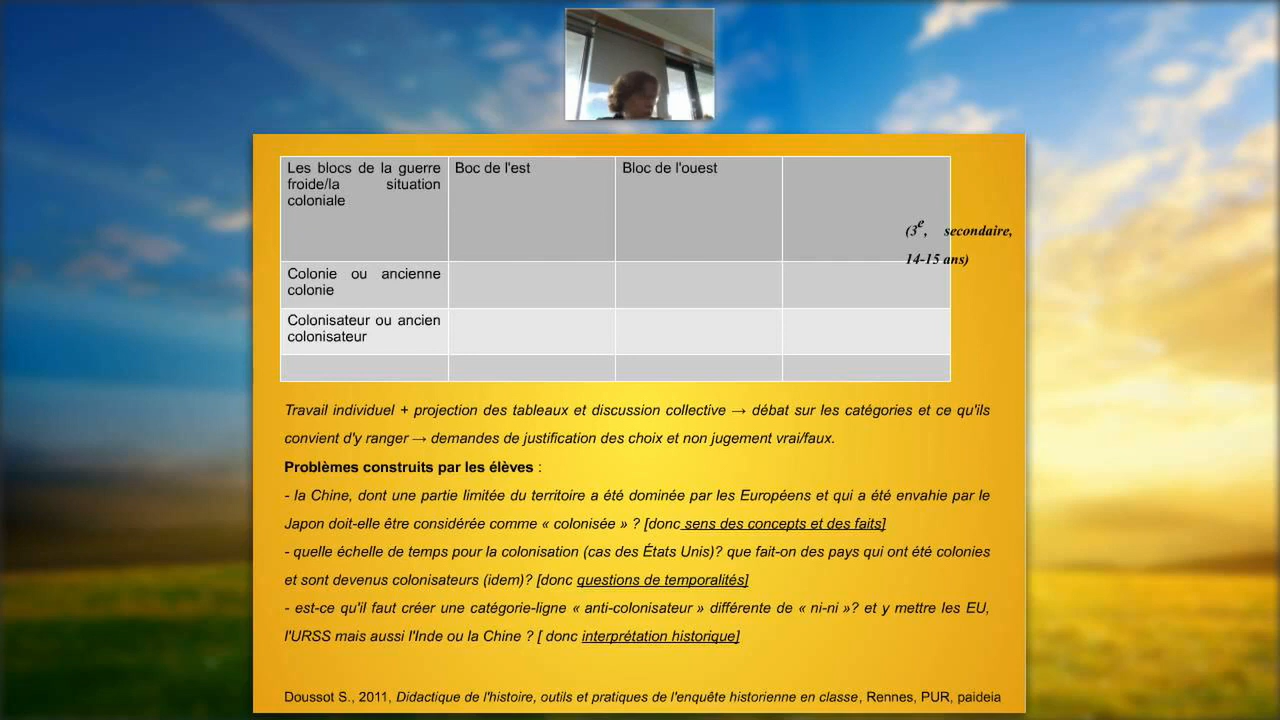 Les blocs de la guerre
froide/la situation
coloniale
Boc de l'est
Bloc de l'ouest
(3e, secondaire,
14-15 ans)
Colonie ou ancienne
colonie
Colonisateur ou ancien
colonisateur
Travail individuel + projection des tableaux et discussion collective → débat sur les catégories et ce qu'ils
convient d'y ranger → demandes de justification des choix et non jugement vrai/faux.
Problèmes construits par les élèves :
- la Chine, dont une partie limitée du territoire a été dominée par les Européens et qui a été envahie par le
Japon doit-elle être considérée comme « colonisée » ? [donc sens des concepts et des faits]
- quelle échelle de temps pour la colonisation (cas des États Unis)? que fait-on des pays qui ont été colonies
et sont devenus colonisateurs (idem)? [donc questions de temporalités]
- est-ce qu'il faut créer une catégorie-ligne « anti-colonisateur » différente de « ni-ni »? et y mettre les EU,
l'URSS mais aussi l'Inde ou la Chine ? [ donc interprétation historique]
Doussot S., 2011, Didactique de l'histoire, outils et pratiques de l'enquête historienne en classe, Rennes, PUR, paideia